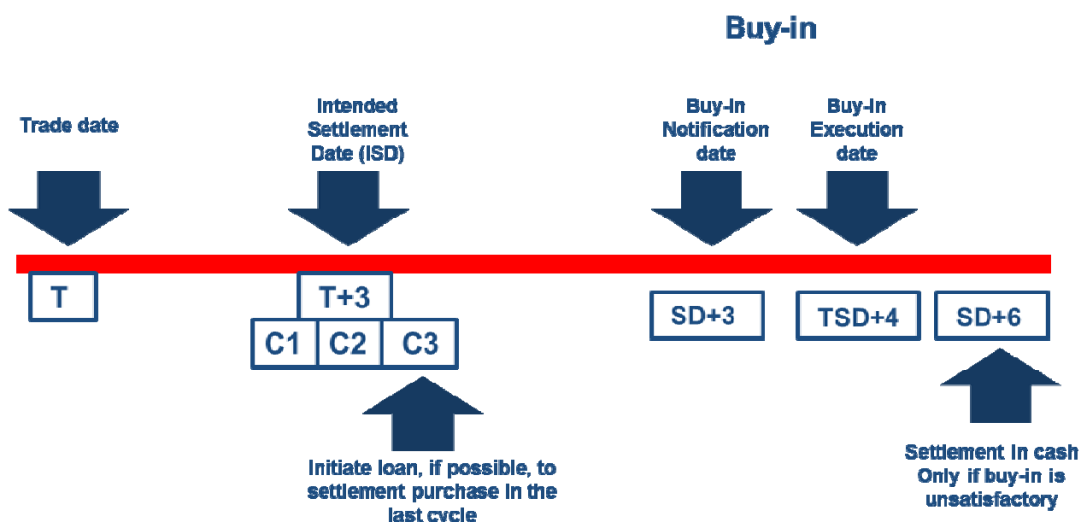 Buy-in
Trade date
Intended
Settlement
Date (ISD)
Buy-in
Notification
date
Buy-in
Execution
date
T
T+3
C1
C2
C3
SD+3
TSD+4
SD+6
Initiate loan, if possible, to
settlement purchase in the
last cycle
Settlement in cash
Only if buy-in is
unsatisfactory